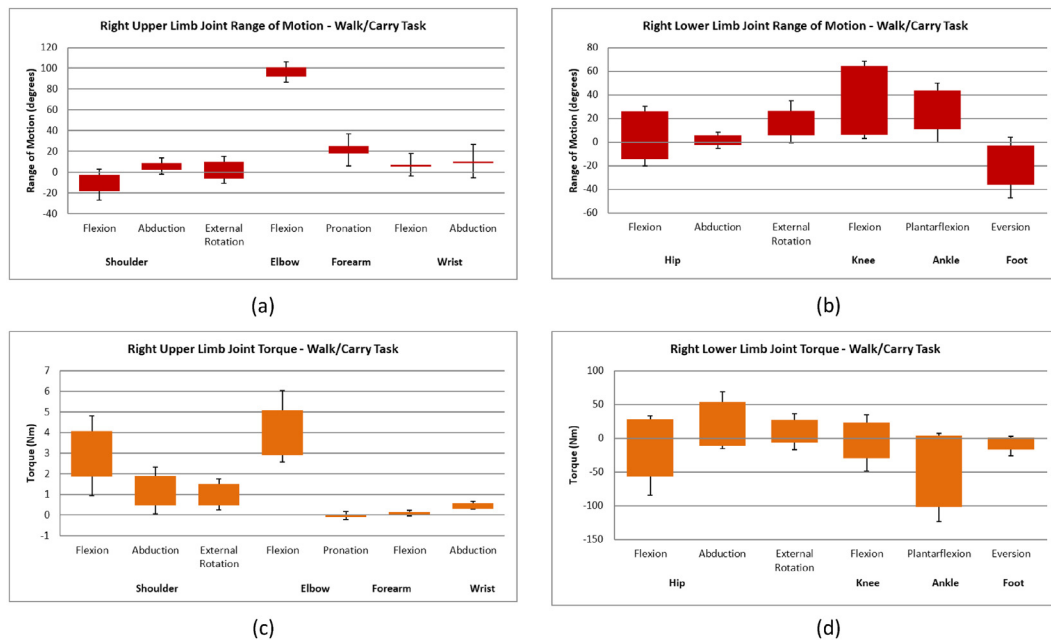 Right Upper Limb Joint Range of Motion - Walk/Carry Task
Range of Motion (degrees)
120
100
80
60
40
20
0
-20
-40
Flexion Abduction External Rotation Flexion Pronation Flexion Abduction
Shoulder Elbow Forearm Wrist
(a)
Right Lower Limb Joint Range of Motion - Walk/Carry Task
Range of Motion (degrees)
80
60
40
20
0
-20
-40
-60
Flexion Abduction External Rotation Flexion Plantarflexion Eversion
Hip Knee Ankle Foot
(b)
Right Upper Limb Joint Torque - Walk/Carry Task
Torque (Nm)
7
6
5
4
3
2
1
0
-1
Flexion Abduction External Rotation Flexion Pronation Flexion Abduction
Shoulder Elbow Forearm Wrist
(c)
Right Lower Limb Joint Torque - Walk/Carry Task
Torque (Nm)
100
50
0
-50
-100
-150
Flexion Abduction External Rotation Flexion Plantarflexion Eversion
Hip Knee Ankle Foot
(d)